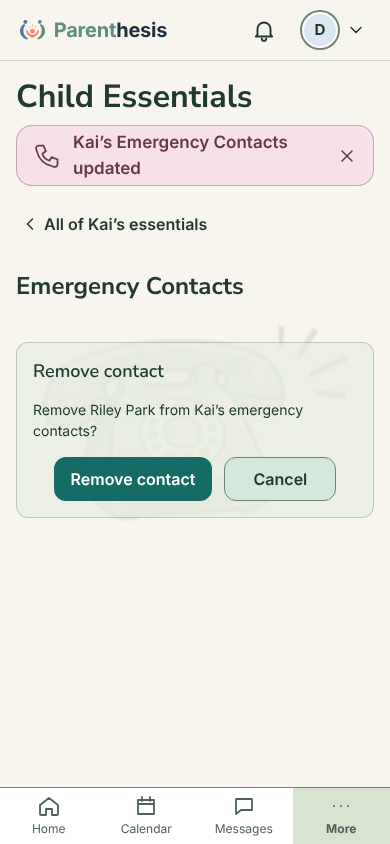 Parenthesis
D
Child Essentials
Kai’s Emergency Contacts
updated
All of Kai’s essentials
Emergency Contacts
Remove contact
Remove Riley Park from Kai’s emergency
contacts?
Remove contact
Cancel
Home
Calendar
Messages
More